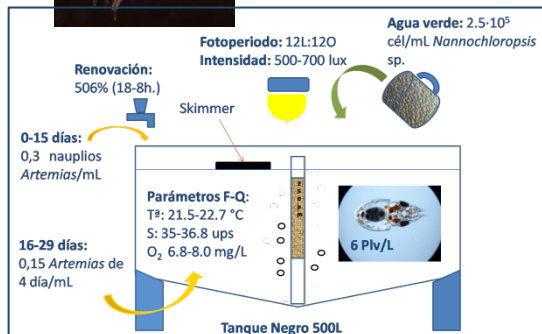 Fotoperiodo: 12L:12O
Intensidad: 500-700 lux
Agua verde: 2.5·10⁵
cél/mL Nannochloropsis
sp.
Renovación:
506% (18-8h.)
Skimmer
0-15 días:
0,3 nauplios
Artemias/mL
Parámetros F-Q:
Tª: 21.5-22.7 °C
S: 35-36.8 ups
O₂ 6.8-8.0 mg/L
6 Plv/L
16-29 días:
0,15 Artemias de
4 día/mL
Tanque Negro 500L